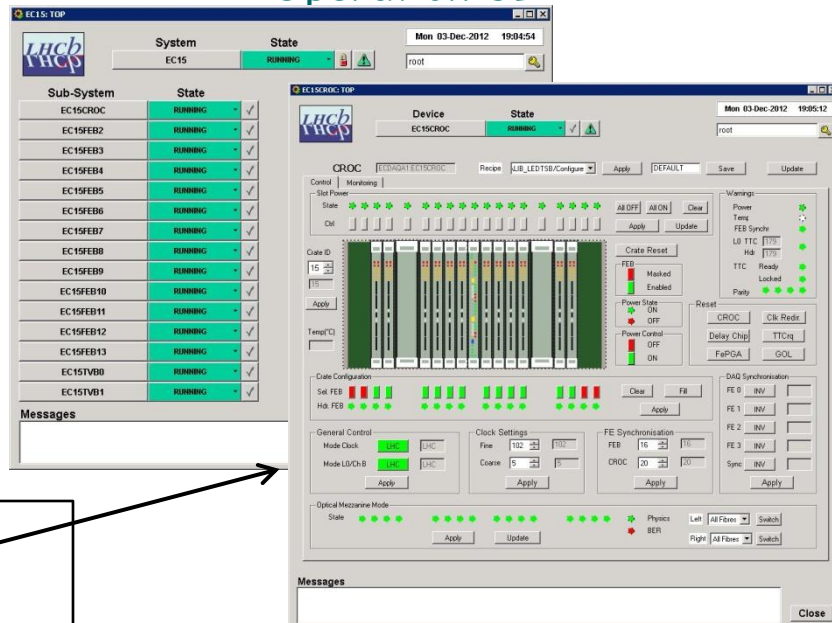 EC15: TOP
LHCb
System State
EC15 RUNNING
Mon 03-Dec-2012 19:04:54
root
Sub-System State
EC15CROC RUNNING
EC15FEB2 RUNNING
EC15FEB3 RUNNING
EC15FEB4 RUNNING
EC15FEB5 RUNNING
EC15FEB6 RUNNING
EC15FEB7 RUNNING
EC15FEB8 RUNNING
EC15FEB9 RUNNING
EC15FEB10 RUNNING
EC15FEB11 RUNNING
EC15FEB12 RUNNING
EC15FEB13 RUNNING
EC15TVB0 RUNNING
EC15TVB1 RUNNING
Messages
EC15CROC: TOP
LHCb
Device State
EC15CROC RUNNING
Mon 03-Dec-2012 19:05:12
root
CROC ECDAQA1:EC15CROC Recipe ALIB_LEDTSB/Configure Apply DEFAULT Save Update
Control Monitoring
Slot Power
State
Ctrl
All OFF All ON Clear
Apply Update
Warnings
Power
Temp
FEB Synchr
L0 TTC 179
Hdr 179
TTC Ready
Locked
Parity
Crate ID
15
15
Apply
Temp(°C)
Crate Reset
FEB
Masked
Enabled
Power State
ON
OFF
Power Control
OFF
ON
Reset
CROC Clk Redir.
Delay Chip TTCrq
FePGA GOL
Crate Configuration
Sel. FEB
Hdr. FEB
Clear Fill
Apply
DAQ Synchronisation
FE 0 INV
FE 1 INV
FE 2 INV
FE 3 INV
Sync INV
Apply
General Control
Mode Clock LHC LHC
Mode L0/Ch B LHC LHC
Apply
Clock Settings
Fine 102 102
Coarse 5 5
Apply
FE Synchronisation
FEB 16 16
CROC 20 20
Apply
Optical Mezzanine Mode
State
Apply Update
Physics
BER
Left All Fibres Switch
Right All Fibres Switch
Messages
Close